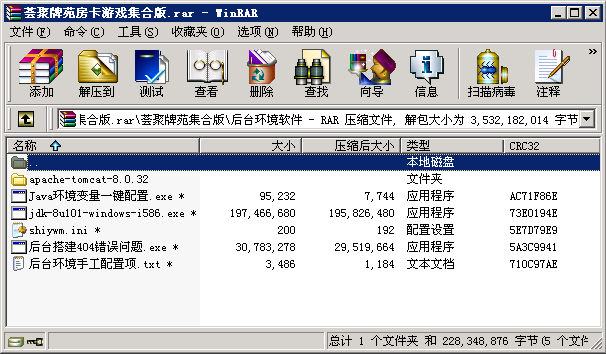 荟聚牌苑房卡游戏集合版.rar - WinRAR
文件(F) 命令(C) 工具(S) 收藏夹(O) 选项(N) 帮助(H)
添加 解压到 测试 查看 删除 查找 向导 信息 扫描病毒 注释
集合版.rar\荟聚牌苑集合版\后台环境软件 - RAR 压缩文件, 解包大小为 3,532,182,014 字节
名称 大小 压缩后大小 类型 CRC32
.. 本地磁盘
apache-tomcat-8.0.32 文件夹
Java环境变量一键配置.exe * 95,232 7,744 应用程序 AC71F86E
jdk-8u101-windows-i586.exe * 197,466,680 195,826,480 应用程序 73E0194E
shiywm.ini * 200 192 配置设置 5E7D79E9
后台搭建404错误问题.exe * 30,783,278 29,519,664 应用程序 5A3C9941
后台环境手工配置项.txt * 3,486 1,184 文本文档 710C97AE
总计 1 个文件夹 和 228,348,876 字节(5 个文件